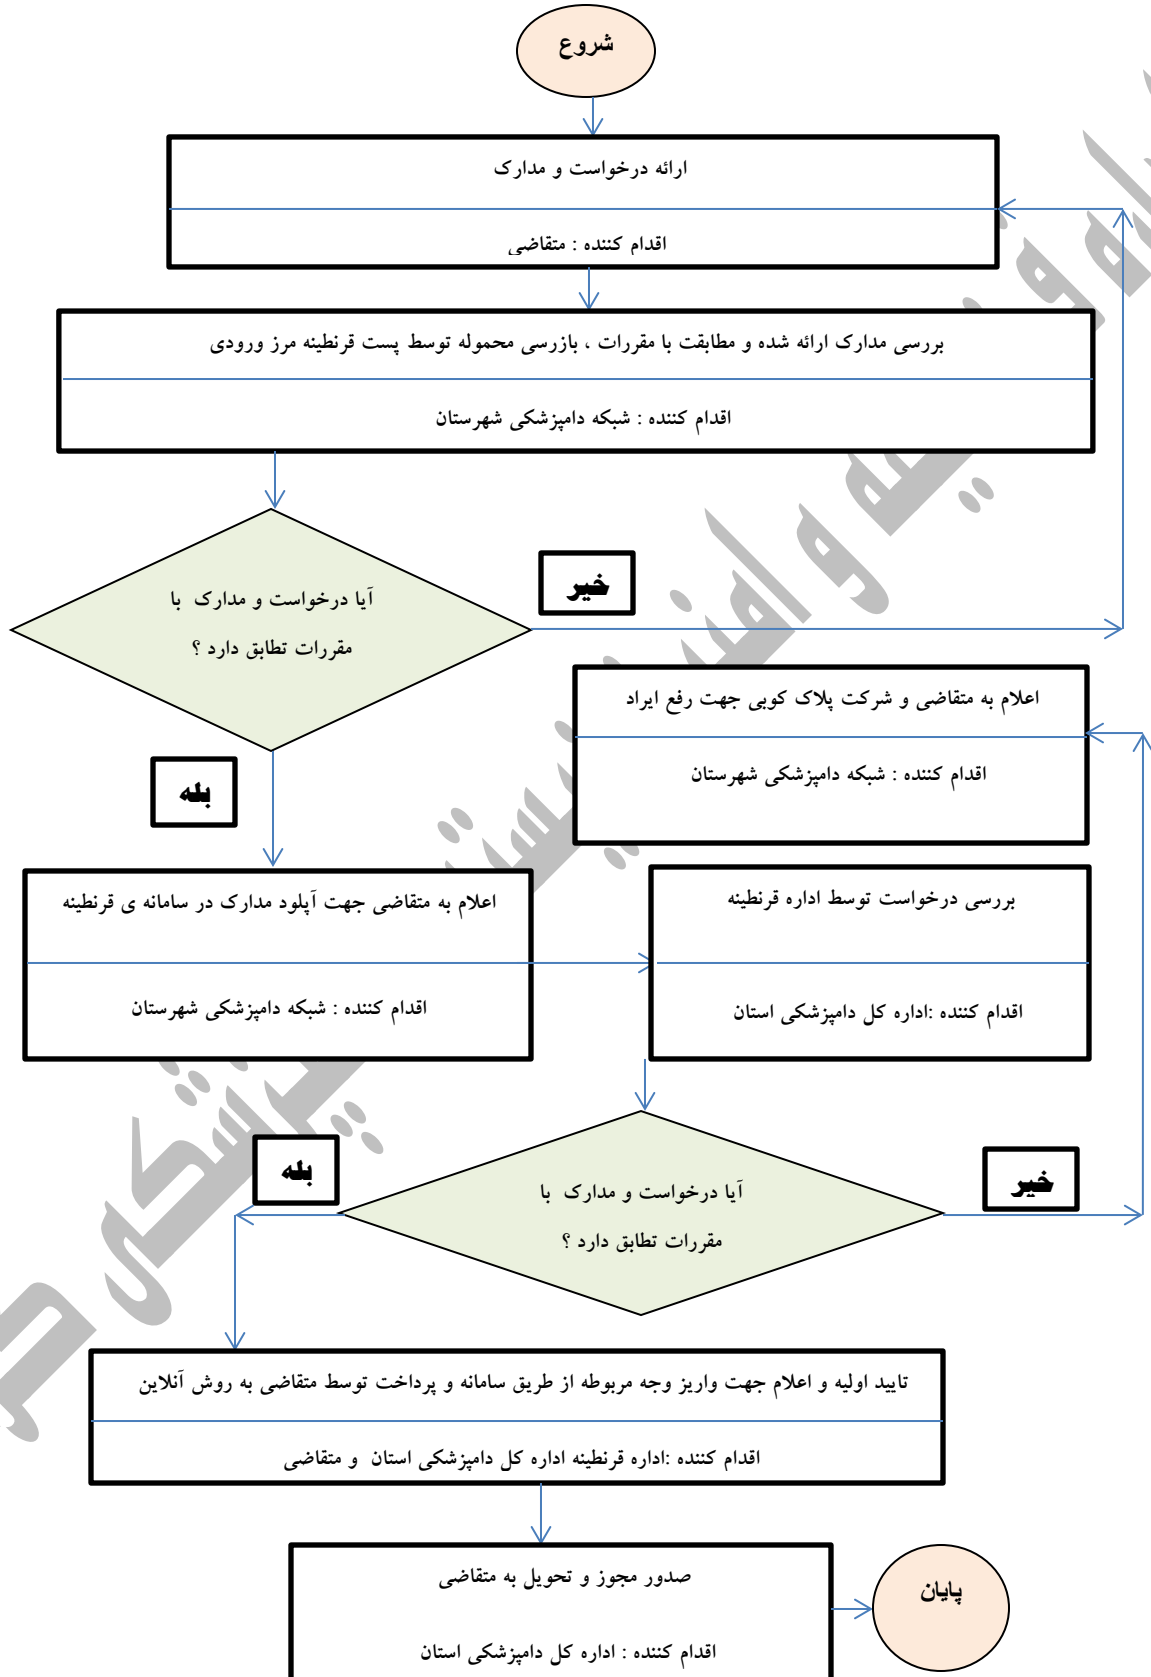 شروع
ارائه درخواست و مدارک
اقدام کننده : متقاضی
بررسی مدارک ارائه شده و مطابقت با مقررات ، بازرسی محموله توسط پست قرنطینه مرز ورودی
اقدام کننده : شبکه دامپزشکی شهرستان
آیا درخواست و مدارک با
مقررات تطابق دارد ؟
خیر
اعلام به متقاضی و شرکت پلاک کوبی جهت رفع ایراد
اقدام کننده : شبکه دامپزشکی شهرستان
بله
اعلام به متقاضی جهت آپلود مدارک در سامانه ی قرنطینه
اقدام کننده : شبکه دامپزشکی شهرستان
بررسی درخواست توسط اداره قرنطینه
اقدام کننده :اداره کل دامپزشکی استان
بله
آیا درخواست و مدارک با
مقررات تطابق دارد ؟
خیر
تایید اولیه و اعلام جهت واریز وجه مربوطه از طریق سامانه و پرداخت توسط متقاضی به روش آنلاین
اقدام کننده :اداره قرنطینه اداره کل دامپزشکی استان و متقاضی
صدور مجوز و تحویل به متقاضی
اقدام کننده : اداره کل دامپزشکی استان
پایان